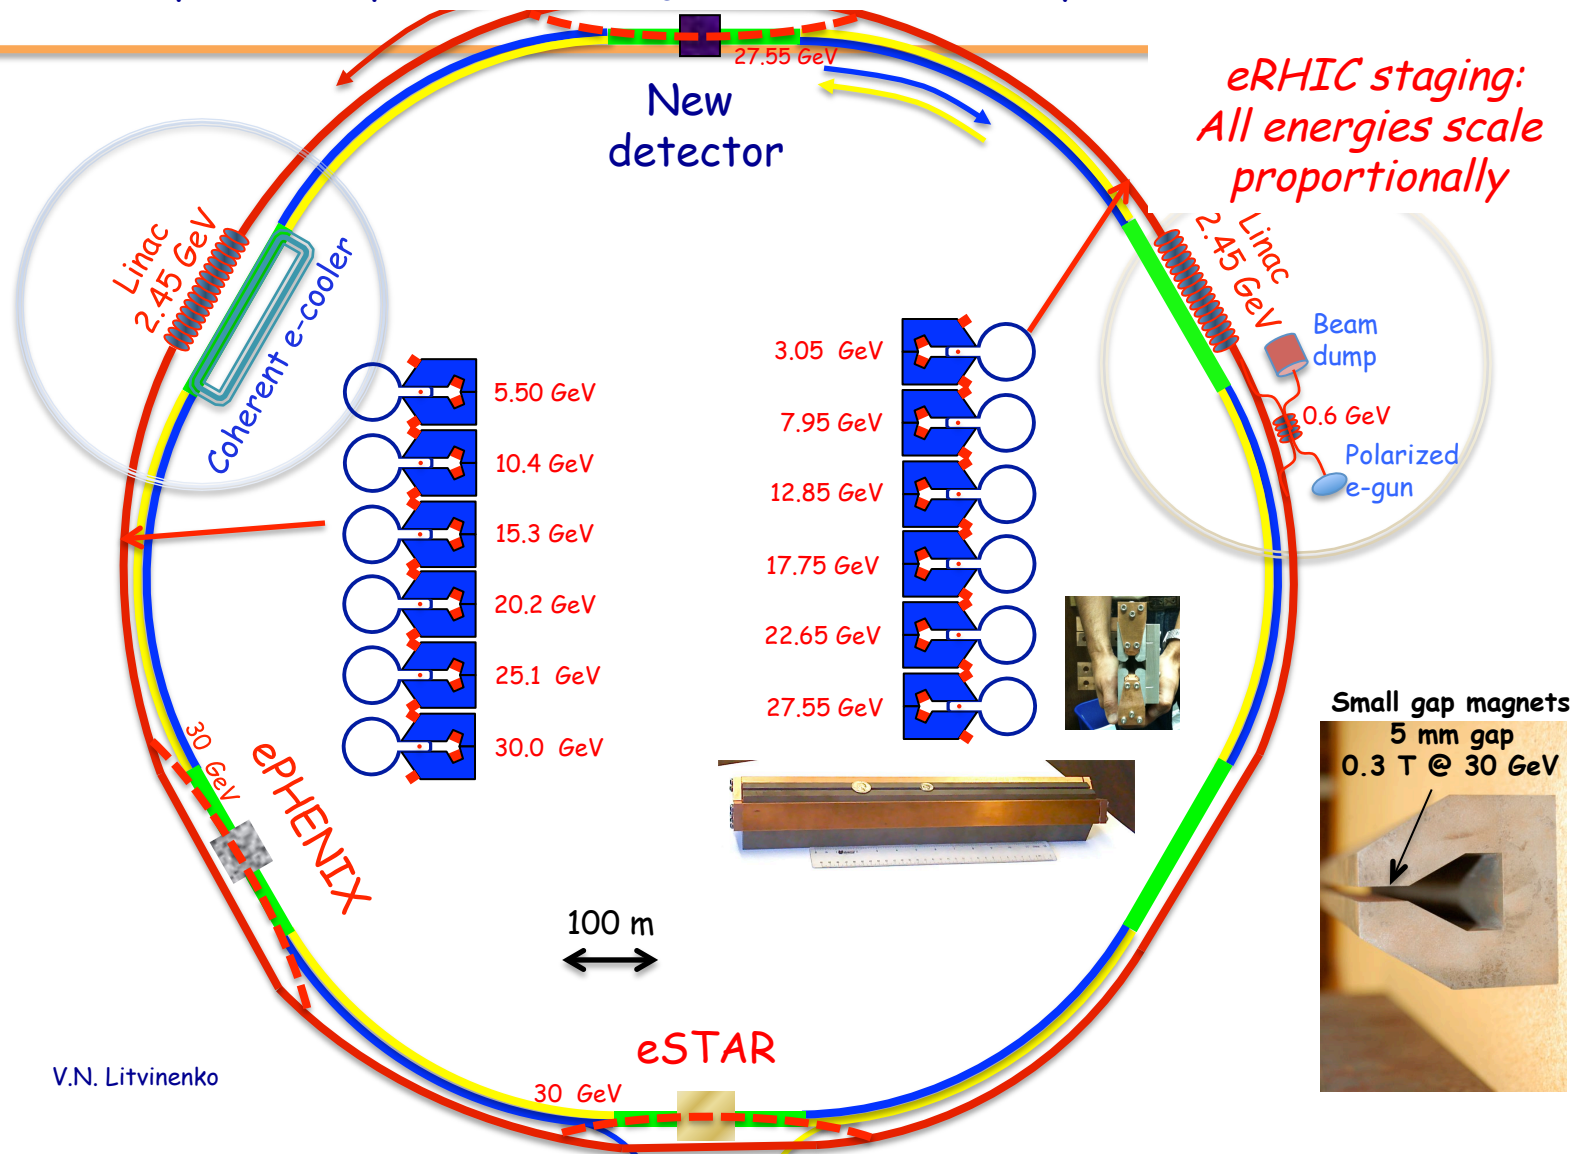 27.55 GeV
New
detector
eRHIC staging:
All energies scale
proportionally
Linac
2.45 GeV
Coherent e-cooler
Linac
2.45 GeV
Beam
dump
0.6 GeV
Polarized
e-gun
5.50 GeV
10.4 GeV
15.3 GeV
20.2 GeV
25.1 GeV
30.0 GeV
3.05 GeV
7.95 GeV
12.85 GeV
17.75 GeV
22.65 GeV
27.55 GeV
30 GeV
ePHENIX
Small gap magnets
5 mm gap
0.3 T @ 30 GeV
100 m
eSTAR
30 GeV
V.N. Litvinenko